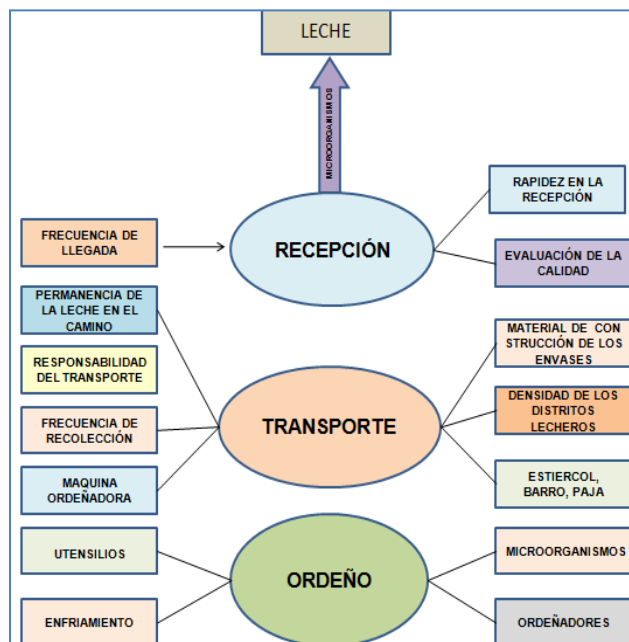 LECHE
MICROORGANISMOS
RAPIDEZ EN LA
RECEPCIÓN
FRECUENCIA DE
LLEGADA
RECEPCIÓN
EVALUACIÓN DE LA
CALIDAD
PERMANENCIA DE
LA LECHE EN EL
CAMINO
MATERIAL DE CON
STRUCCIÓN DE LOS
ENVASES
RESPONSABILIDAD
DEL TRANSPORTE
TRANSPORTE
DENSIDAD DE LOS
DISTRITOS
LECHEROS
FRECUENCIA DE
RECOLECCIÓN
MAQUINA
ORDEÑADORA
ESTIERCOL,
BARRO, PAJA
UTENSILIOS
ORDEÑO
MICROORGANISMOS
ENFRIAMIENTO
ORDEÑADORES